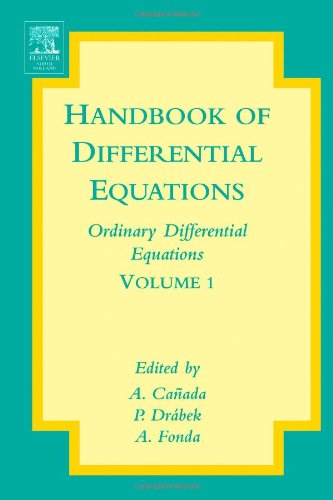 ELSEVIER
NORTH
HOLLAND
HANDBOOK OF
DIFFERENTIAL
EQUATIONS
Ordinary Differential
Equations
VOLUME 1
Edited by
A. Cañada
P. Drábek
A. Fonda